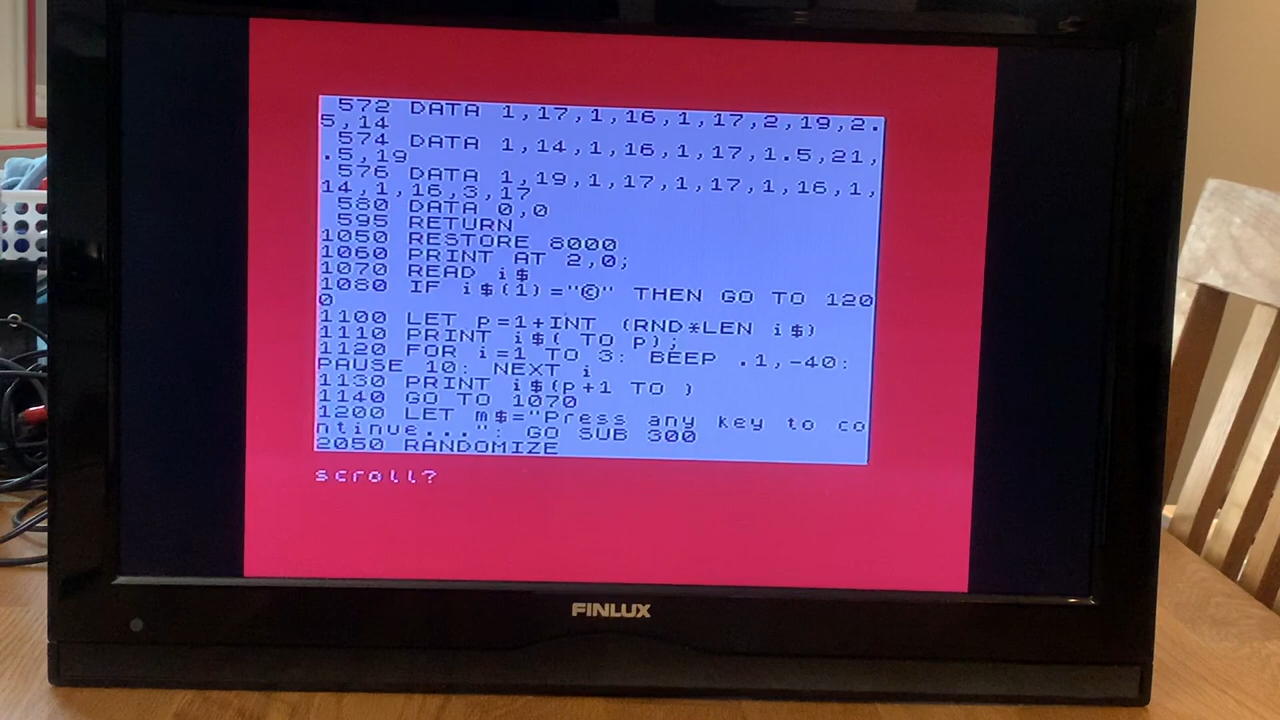 572 DATA 1,17,1,16,1,17,2,19,2.
5,14
574 DATA 1,14,1,16,1,17,1.5,21,
.5,19
576 DATA 1,19,1,17,1,17,1,16,1,
14,1,16,3,17
580 DATA 0,0
595 RETURN
1050 RESTORE 8000
1060 PRINT AT 2,0;
1070 READ i$
1080 IF i$(1)="©" THEN GO TO 120
0
1100 LET p=1+INT (RND*LEN i$)
1110 PRINT i$( TO p);
1120 FOR i=1 TO 3: BEEP .1,-40:
PAUSE 10: NEXT i
1130 PRINT i$(p+1 TO )
1140 GO TO 1070
1200 LET m$="Press any key to co
ntinue...": GO SUB 300
2050 RANDOMIZE
scroll?
FINLUX